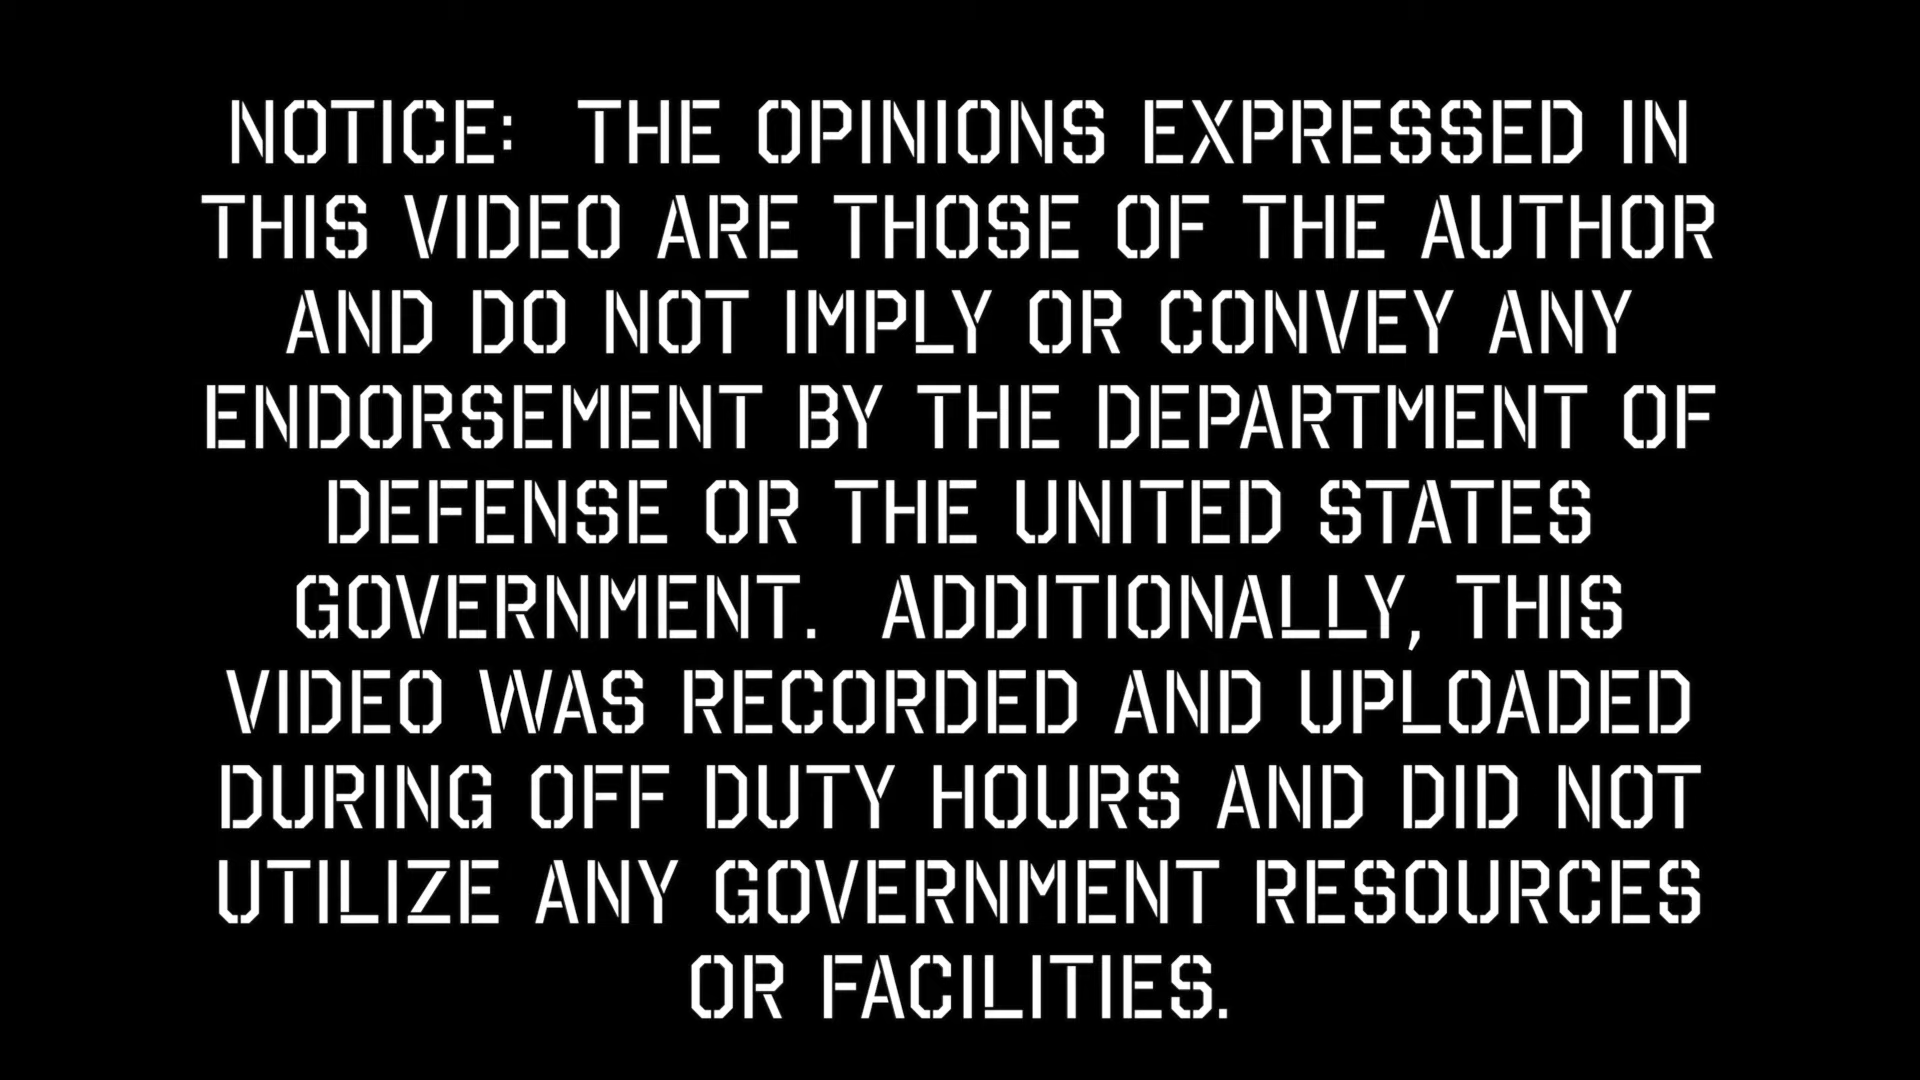 NOTICE:  THE OPINIONS EXPRESSED IN
THIS VIDEO ARE THOSE OF THE AUTHOR
AND DO NOT IMPLY OR CONVEY ANY
ENDORSEMENT BY THE DEPARTMENT OF
DEFENSE OR THE UNITED STATES
GOVERNMENT.  ADDITIONALLY, THIS
VIDEO WAS RECORDED AND UPLOADED
DURING OFF DUTY HOURS AND DID NOT
UTILIZE ANY GOVERNMENT RESOURCES
OR FACILITIES.